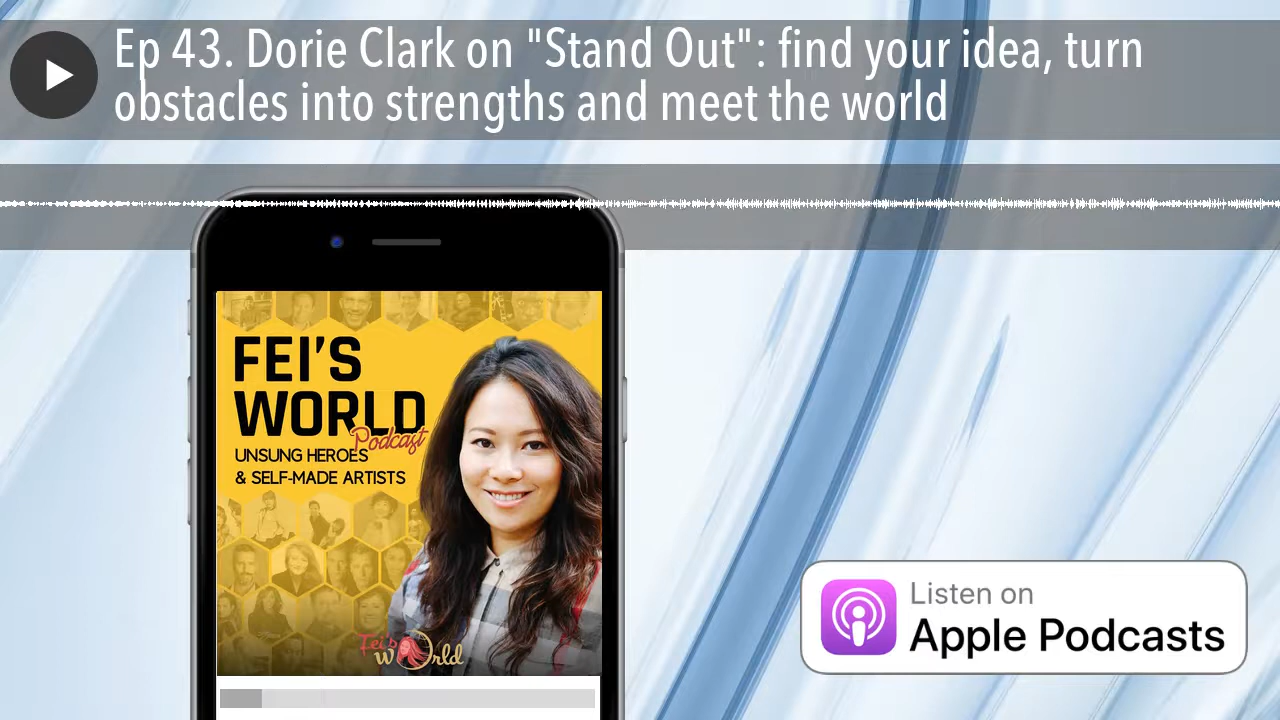 Ep 43. Dorie Clark on "Stand Out": find your idea, turn
obstacles into strengths and meet the world
FEI'S
WORLD
Podcast
UNSUNG HEROES
& SELF-MADE ARTISTS
Fei's
World
Listen on
Apple Podcasts